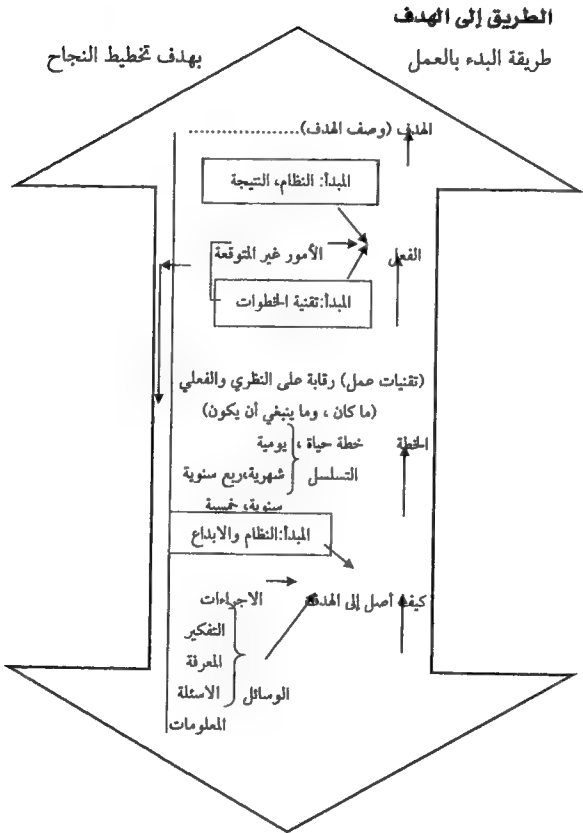 الطريق إلى الهدف
طريقة البدء بالعمل
بهدف تخطيط النجاح
الهدف (وصف الهدف).....................
المبدأ: النظام، النتيجة
الفعل
الأمور غير المتوقعة
المبدأ:تقنية الخطوات
(تقنيات عمل) رقابة على النظري والفعلي
(ما كان ، وما ينبغي أن يكون)
الخطة
خطة حياة ، يومية
التسلسل شهرية،ربع سنوية
سنوية، خمسية
المبدأ:النظام والابداع
كيف أصل إلى الهدف
الاجراءات
التفكير
المعرفة
الوسائل الاسئلة
المعلومات